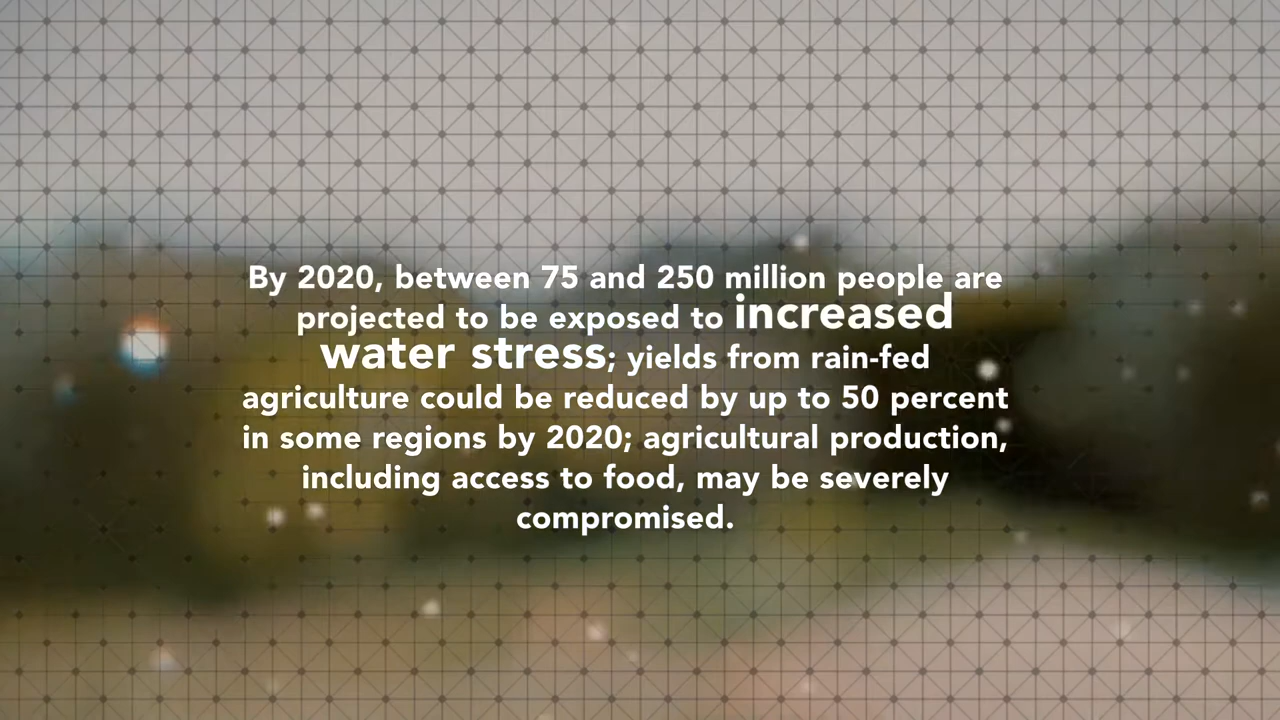 By 2020, between 75 and 250 million people are
projected to be exposed to increased
water stress; yields from rain-fed
agriculture could be reduced by up to 50 percent
in some regions by 2020; agricultural production,
including access to food, may be severely
compromised.